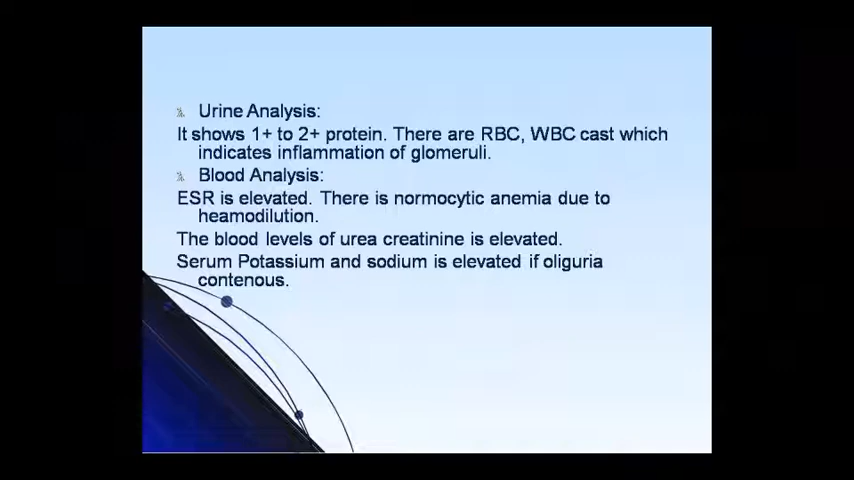 Urine Analysis:
It shows 1+ to 2+ protein. There are RBC, WBC cast which
indicates inflammation of glomeruli.
Blood Analysis:
ESR is elevated. There is normocytic anemia due to
heamodilution.
The blood levels of urea creatinine is elevated.
Serum Potassium and sodium is elevated if oliguria
contenous.